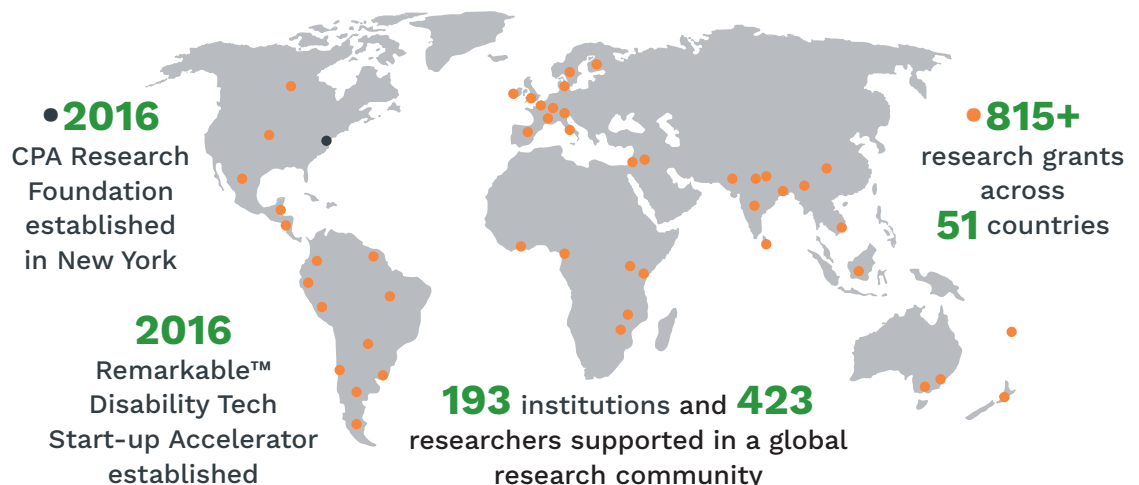 2016
CPA Research
Foundation
established
in New York
815+
research grants
across
51 countries
2016
Remarkable™
Disability Tech
Start-up Accelerator
established
193 institutions and 423
researchers supported in a global
research community